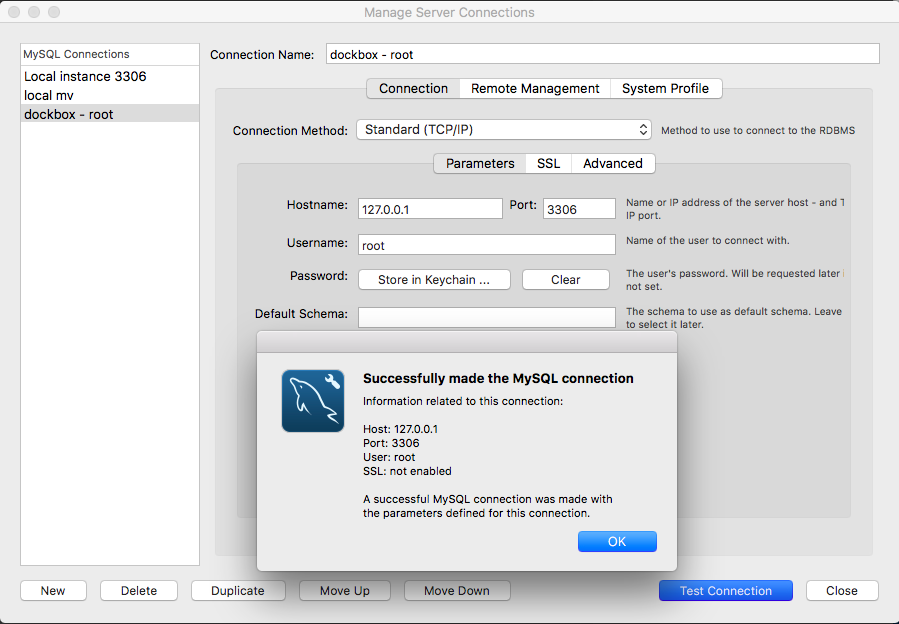 Manage Server Connections
MySQL Connections
Local instance 3306
local mv
dockbox - root
Connection Name: dockbox - root
Connection Remote Management System Profile
Connection Method: Standard (TCP/IP) Method to use to connect to the RDBMS
Parameters SSL Advanced
Hostname: 127.0.0.1 Port: 3306 Name or IP address of the server host - and T
IP port.
Username: root Name of the user to connect with.
Password: Store in Keychain ... Clear The user's password. Will be requested later i
not set.
Default Schema: The schema to use as default schema. Leave
to select it later.
Successfully made the MySQL connection
Information related to this connection:
Host: 127.0.0.1
Port: 3306
User: root
SSL: not enabled
A successful MySQL connection was made with
the parameters defined for this connection.
OK
New Delete Duplicate Move Up Move Down Test Connection Close